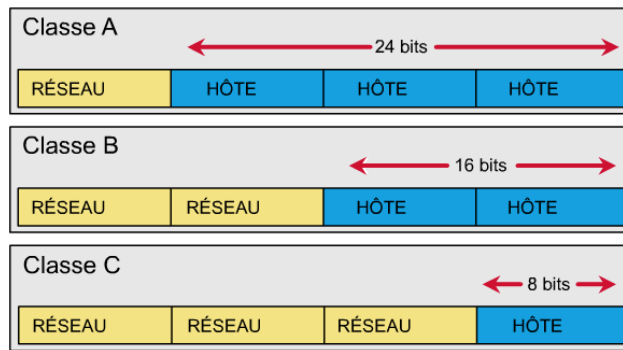 Classe A
24 bits
RÉSEAU HÔTE HÔTE HÔTE
Classe B
16 bits
RÉSEAU RÉSEAU HÔTE HÔTE
Classe C
8 bits
RÉSEAU RÉSEAU RÉSEAU HÔTE